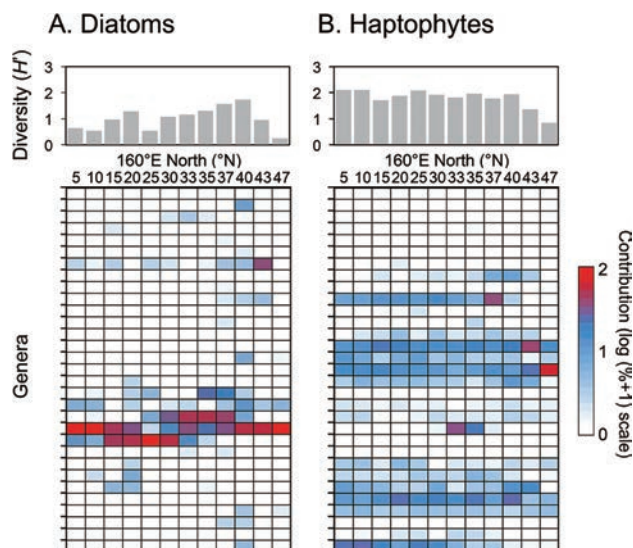 A. Diatoms
B. Haptophytes
Diversity (H')
3
2
1
0
3
2
1
0
160°E North (°N)
160°E North (°N)
5 10 15 20 25 30 33 35 37 40 43 47
5 10 15 20 25 30 33 35 37 40 43 47
Genera
2
1
0
Contribution (log (%+1) scale)